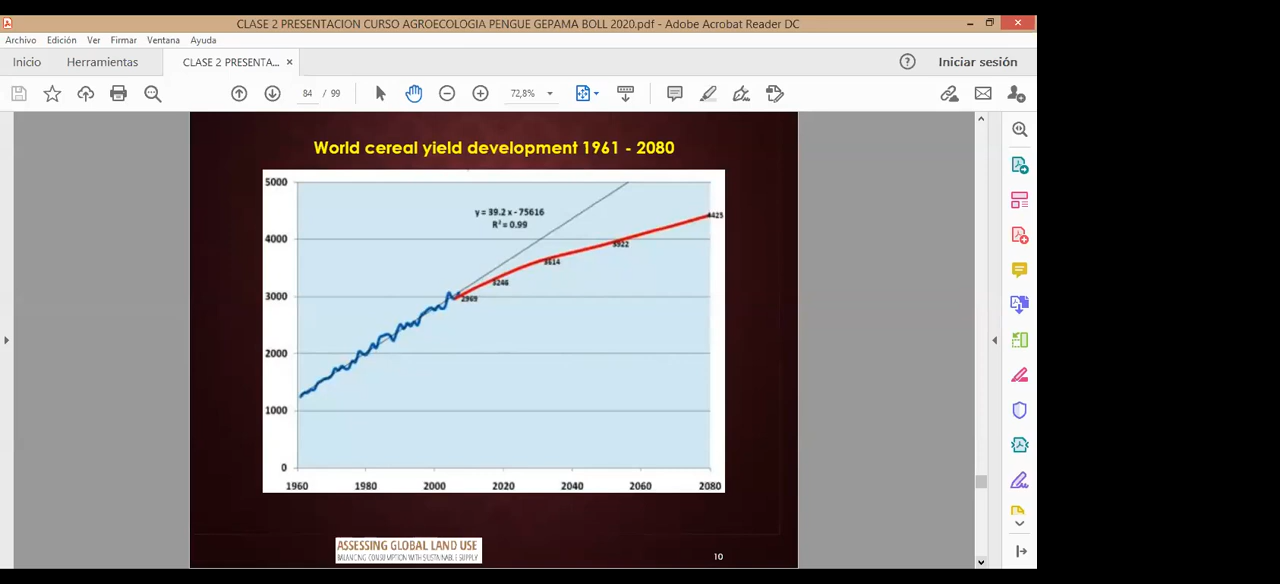 CLASE 2 PRESENTACION CURSO AGROECOLOGIA PENGUE GEPAMA BOLL 2020.pdf - Adobe Acrobat Reader DC
Archivo Edición Ver Firmar Ventana Ayuda
Inicio Herramientas CLASE 2 PRESENTA... × Iniciar sesión
84 / 99 72,8%
World cereal yield development 1961 - 2080
5000
y = 39.2 x - 75616
R² = 0.99
4425
4000
3922
3614
3246
3000
2969
2000
1000
0
1960 1980 2000 2020 2040 2060 2080
ASSESSING GLOBAL LAND USE
BALANCING CONSUMPTION WITH SUSTAINABLE SUPPLY
10